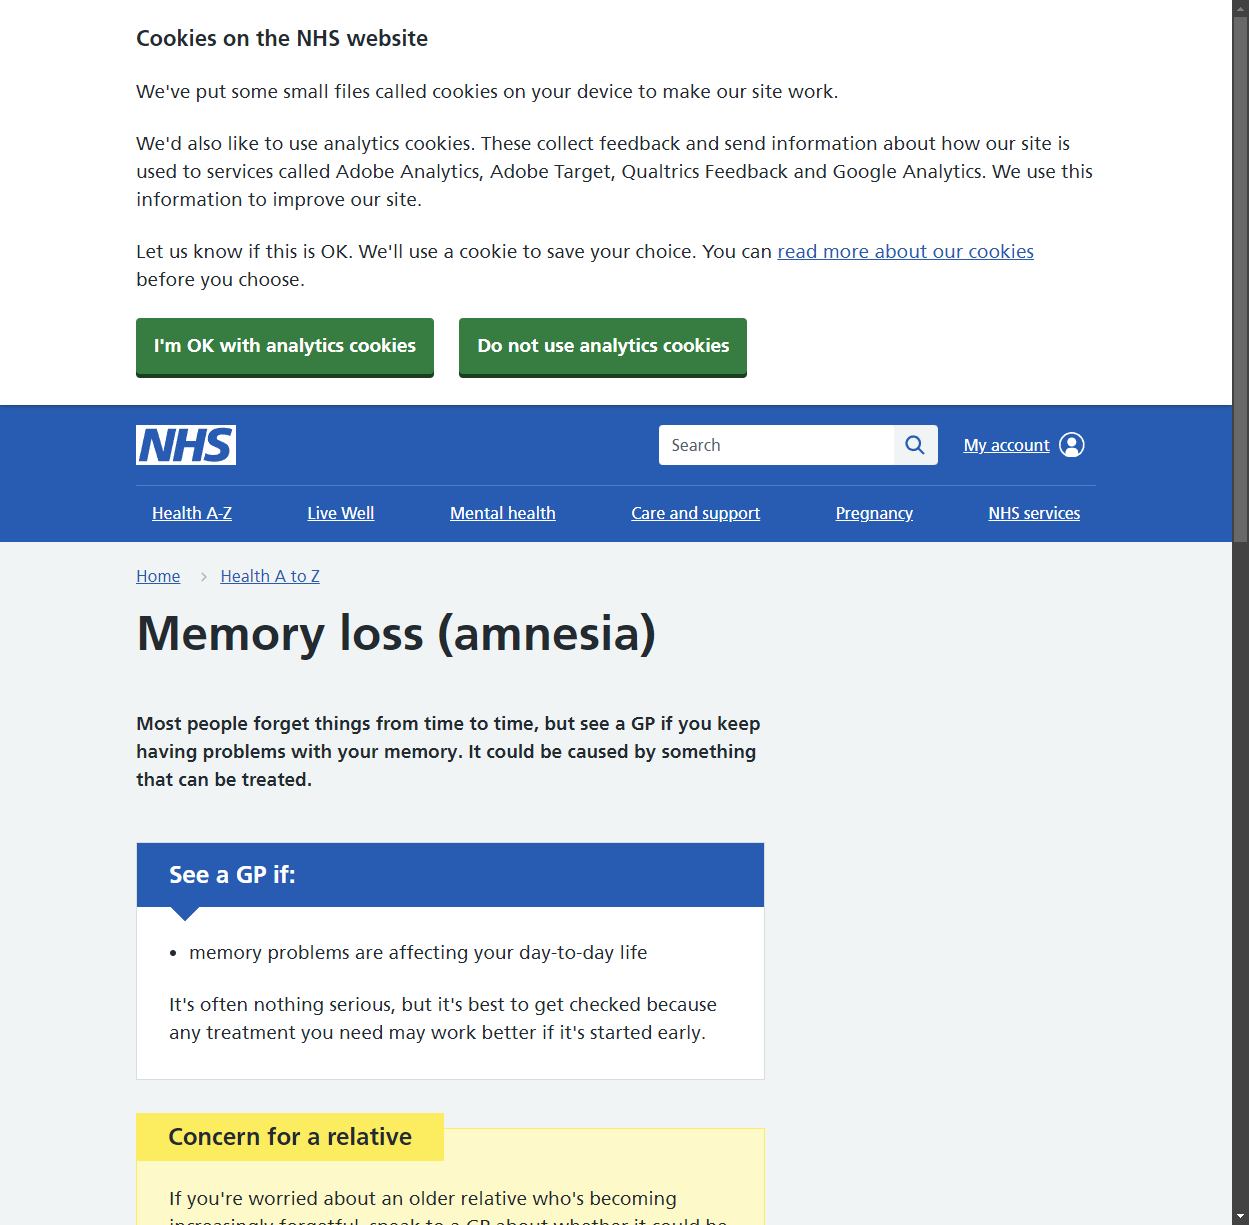 Cookies on the NHS website
We've put some small files called cookies on your device to make our site work.
We'd also like to use analytics cookies. These collect feedback and send information about how our site is
used to services called Adobe Analytics, Adobe Target, Qualtrics Feedback and Google Analytics. We use this
information to improve our site.
Let us know if this is OK. We'll use a cookie to save your choice. You can read more about our cookies
before you choose.
I'm OK with analytics cookies
Do not use analytics cookies
NHS
Search
My account
Health A-Z
Live Well
Mental health
Care and support
Pregnancy
NHS services
Home
Health A to Z
Memory loss (amnesia)
Most people forget things from time to time, but see a GP if you keep
having problems with your memory. It could be caused by something
that can be treated.
See a GP if:
• memory problems are affecting your day-to-day life
It's often nothing serious, but it's best to get checked because
any treatment you need may work better if it's started early.
Concern for a relative
If you're worried about an older relative who's becoming
increasingly forgetful, speak to a GP about whether it could be